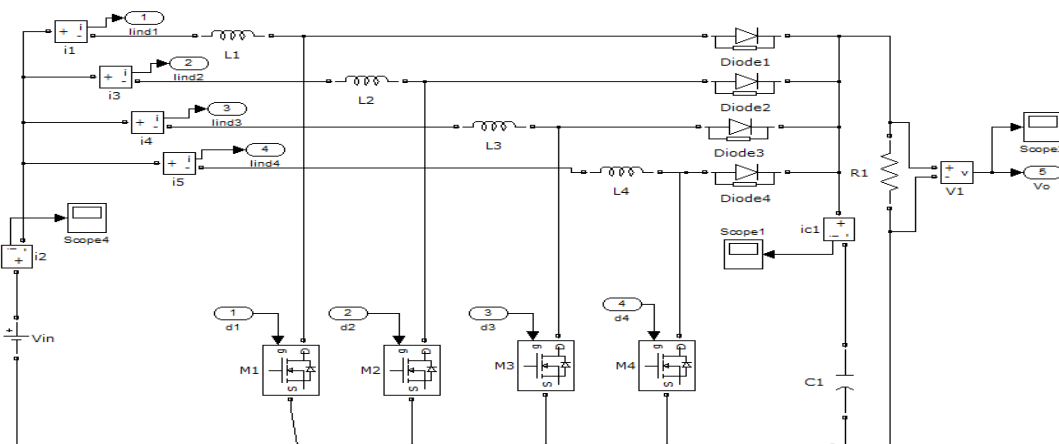 1
Iind1
i1
L1
Diode1
2
Iind2
i3
L2
Diode2
3
Iind3
i4
L3
Diode3
4
Iind4
i5
L4
Diode4
R1
V1
v
5
Vo
Scope4
i2
Vin
Scope1
ic1
1
d1
2
d2
3
d3
4
d4
M1
M2
M3
M4
g
D
S
g
D
S
g
D
S
g
D
S
C1